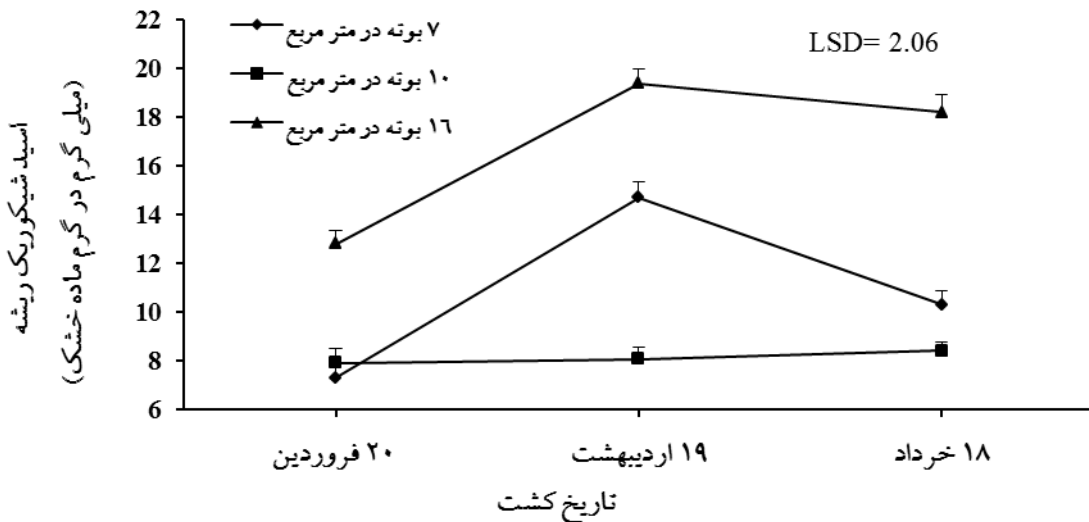 22
20
18
16
14
12
10
8
6
اسید شیکوریک ریشه
(میلی گرم در گرم ماده خشک)
۷ بوته در متر مربع
۱۰ بوته در متر مربع
۱٦ بوته در متر مربع
LSD= 2.06
۲۰ فروردین
۱۹ اردیبهشت
۱۸ خرداد
تاریخ کشت